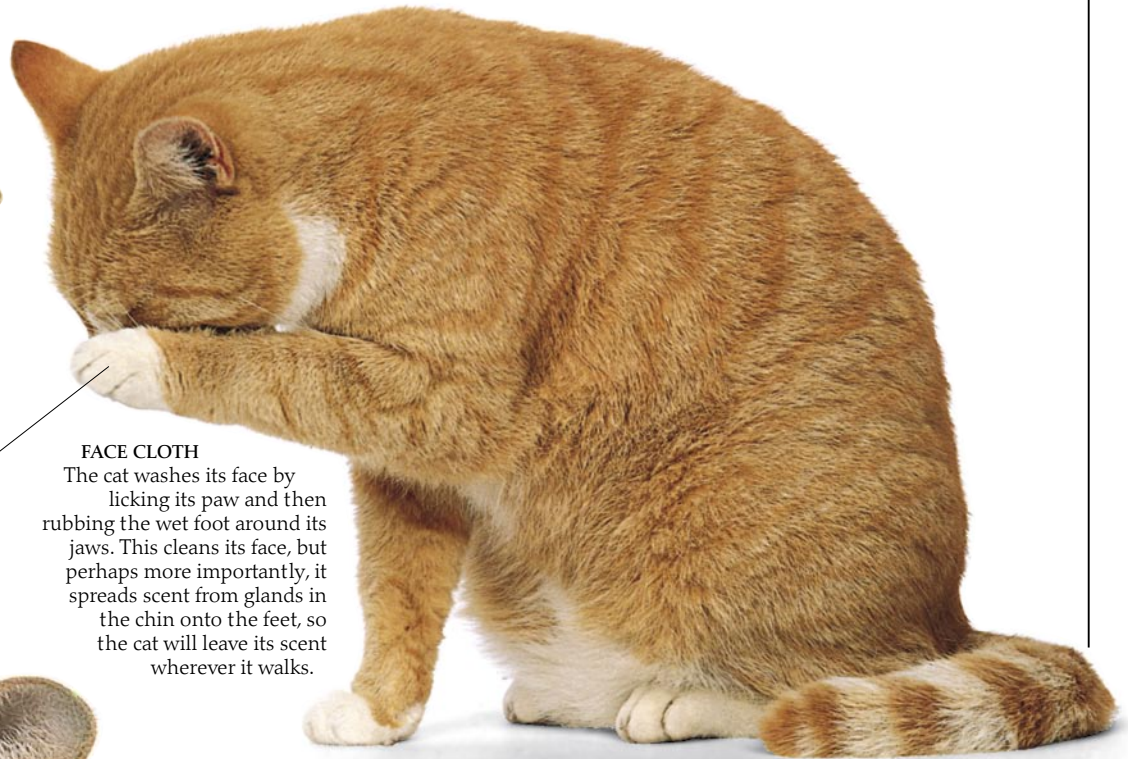 FACE CLOTH
The cat washes its face by
licking its paw and then
rubbing the wet foot around its
jaws. This cleans its face, but
perhaps more importantly, it
spreads scent from glands in
the chin onto the feet, so
the cat will leave its scent
wherever it walks.